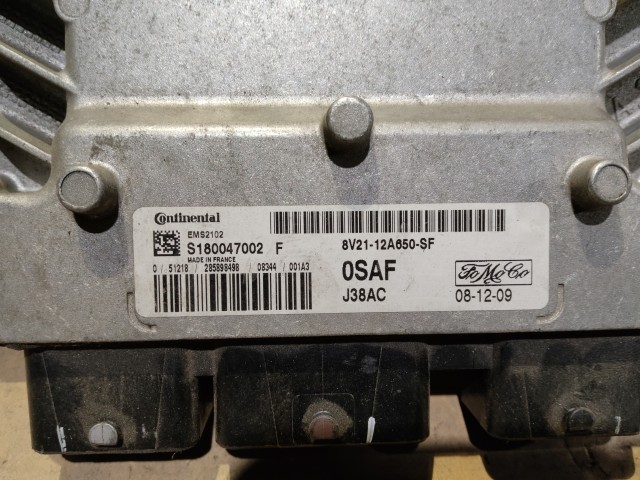 Continental
EMS2102
S180047002 F
MADE IN FRANCE
0 / 51218 / 285898498 / 08344 / 001A3
8V21-12A650-SF
0SAF
J38AC
FoMoCo
08-12-09